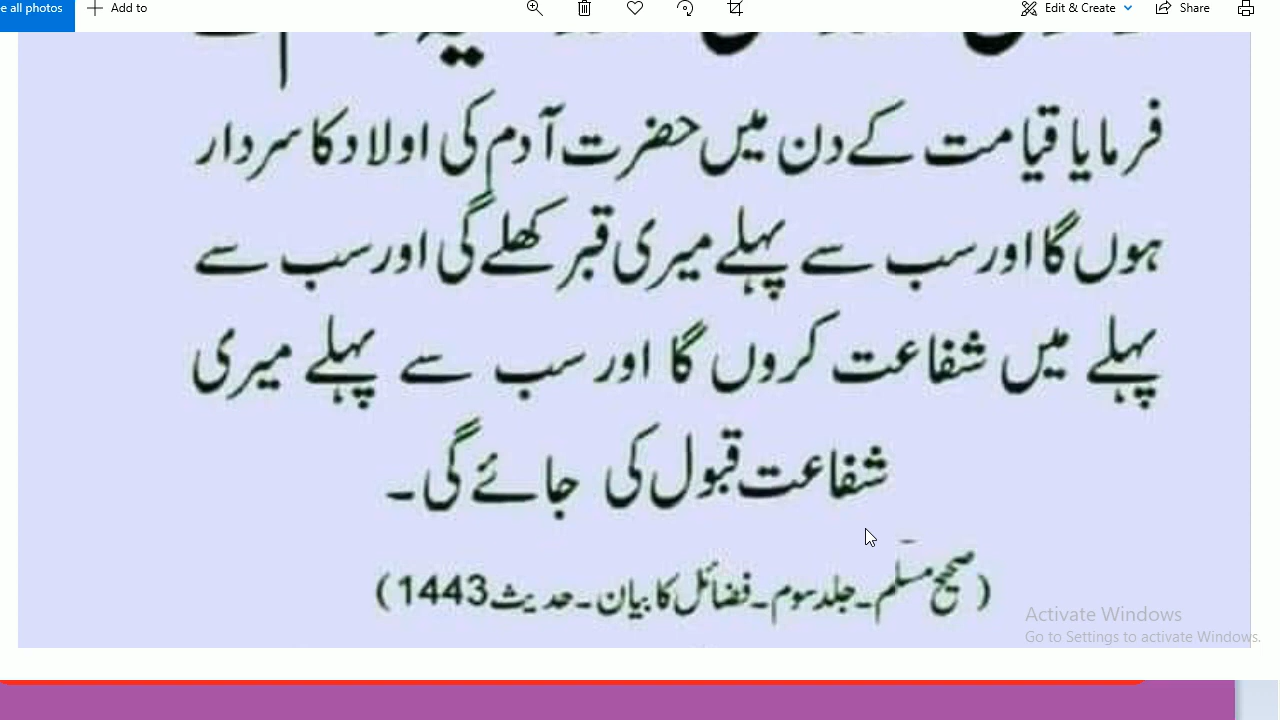 e all photos
Add to
Edit & Create
Share
فرمایا قیامت کے دن میں حضرت آدم کی اولاد کا سردار
ہوں گا اور سب سے پہلے میری قبر کھلے گی اور سب سے
پہلے میں شفاعت کروں گا اور سب سے پہلے میری
شفاعت قبول کی جائے گی۔
(صحیح مسلم۔جلد سوم۔فضائل کا بیان۔حدیث1443)
Activate Windows
Go to Settings to activate Windows.